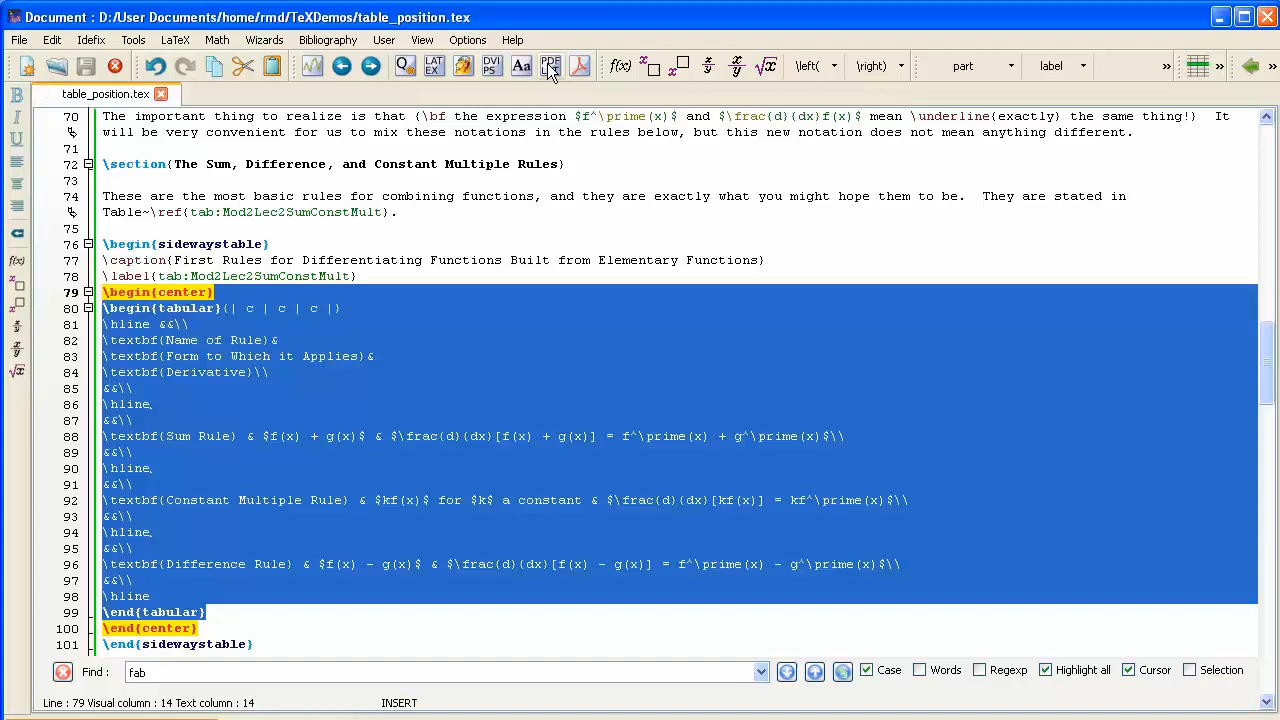 Document : D:/User Documents/home/rmd/TeXDemos/table_position.tex
File Edit Idefix Tools LaTeX Math Wizards Bibliography User View Options Help
Q LAT EX DVI PS Aa PDF f(x) x x x/y x/y √x \left( \right) part label » » »
table_position.tex
B 70 The important thing to realize is that {\bf the expression $f^\prime(x)$ and $\frac{d}{dx}f(x)$ mean \underline{exactly} the same thing!} It
I will be very convenient for us to mix these notations in the rules below, but this new notation does not mean anything different.
U 71
72 \section{The Sum, Difference, and Constant Multiple Rules}
73
74 These are the most basic rules for combining functions, and they are exactly what you might hope them to be. They are stated in
Table~\ref{tab:Mod2Lec2SumConstMult}.
75
76 \begin{sidewaystable}
f(x) 77 \caption{First Rules for Differentiating Functions Built from Elementary Functions}
78 \label{tab:Mod2Lec2SumConstMult}
79 \begin{center}
80 \begin{tabular}{| c | c | c |}
81 \hline &&\\
82 \textbf{Name of Rule}&
83 \textbf{Form to Which it Applies}&
84 \textbf{Derivative}\\
85 &&\\
86 \hline
87 &&\\
88 \textbf{Sum Rule} & $f(x) + g(x)$ & $\frac{d}{dx}[f(x) + g(x)] = f^\prime(x) + g^\prime(x)$\\
89 &&\\
90 \hline
91 &&\\
92 \textbf{Constant Multiple Rule} & $kf(x)$ for $k$ a constant & $\frac{d}{dx}[kf(x)] = kf^\prime(x)$\\
93 &&\\
94 \hline
95 &&\\
96 \textbf{Difference Rule} & $f(x) - g(x)$ & $\frac{d}{dx}[f(x) - g(x)] = f^\prime(x) - g^\prime(x)$\\
97 &&\\
98 \hline
99 \end{tabular}
100 \end{center}
101 \end{sidewaystable}
Find : fab Case Words Regexp Highlight all Cursor Selection
Line : 79 Visual column : 14 Text column : 14 INSERT